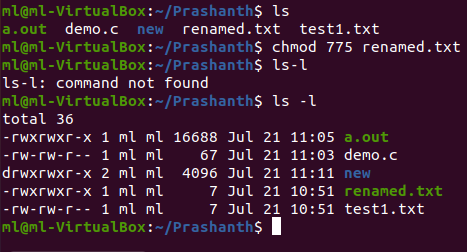 ml@ml-VirtualBox:~/Prashanth$ ls
a.out  demo.c  new  renamed.txt  test1.txt
ml@ml-VirtualBox:~/Prashanth$ chmod 775 renamed.txt
ml@ml-VirtualBox:~/Prashanth$ ls-l
ls-l: command not found
ml@ml-VirtualBox:~/Prashanth$ ls -l
total 36
-rwxrwxr-x 1 ml ml 16688 Jul 21 11:05 a.out
-rw-rw-r-- 1 ml ml    67 Jul 21 11:03 demo.c
drwxrwxr-x 2 ml ml  4096 Jul 21 11:11 new
-rwxrwxr-x 1 ml ml     7 Jul 21 10:51 renamed.txt
-rw-rw-r-- 1 ml ml     7 Jul 21 10:51 test1.txt
ml@ml-VirtualBox:~/Prashanth$